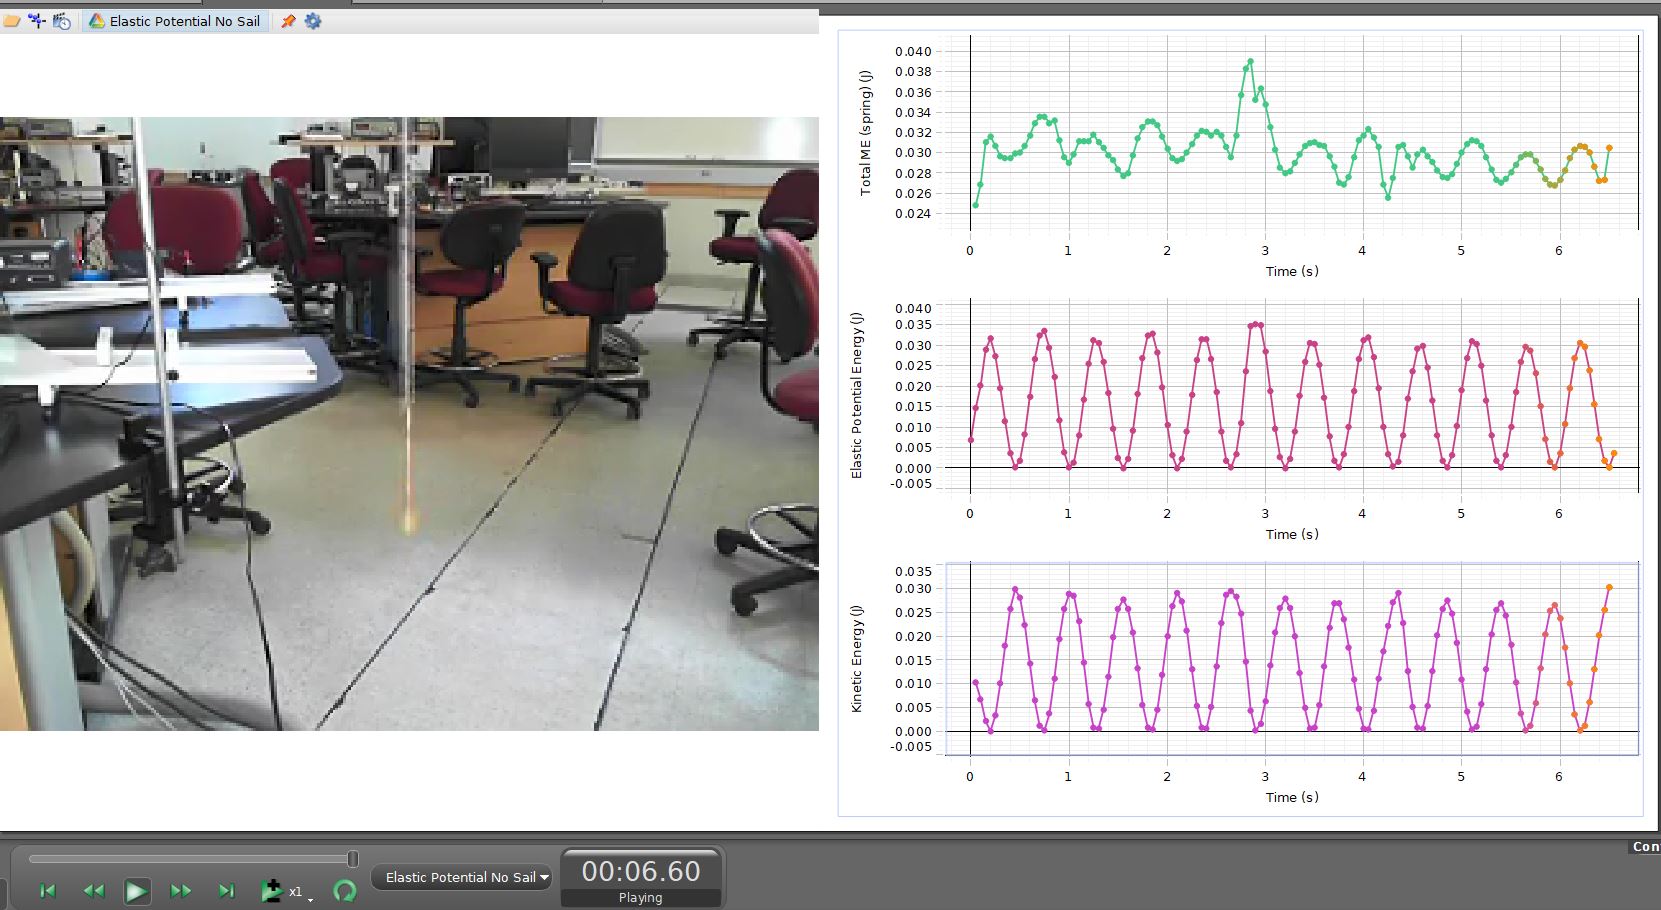 Elastic Potential No Sail
Total ME (spring) (J)
0.040
0.038
0.036
0.034
0.032
0.030
0.028
0.026
0.024
0 1 2 3 4 5 6
Time (s)
Elastic Potential Energy (J)
0.040
0.035
0.030
0.025
0.020
0.015
0.010
0.005
0.000
-0.005
0 1 2 3 4 5 6
Time (s)
Kinetic Energy (J)
0.035
0.030
0.025
0.020
0.015
0.010
0.005
0.000
-0.005
0 1 2 3 4 5 6
Time (s)
Con
x1
Elastic Potential No Sail
00:06.60
Playing